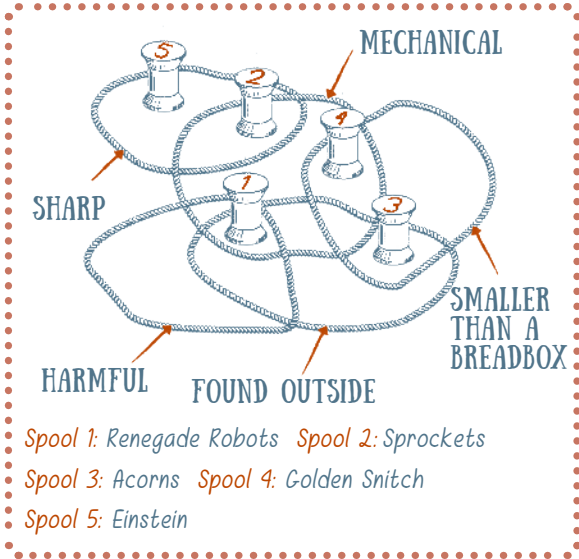 MECHANICAL
5
2
4
SHARP
1
3
SMALLER
THAN A
BREADBOX
HARMFUL
FOUND OUTSIDE
Spool 1: Renegade Robots Spool 2: Sprockets
Spool 3: Acorns Spool 4: Golden Snitch
Spool 5: Einstein